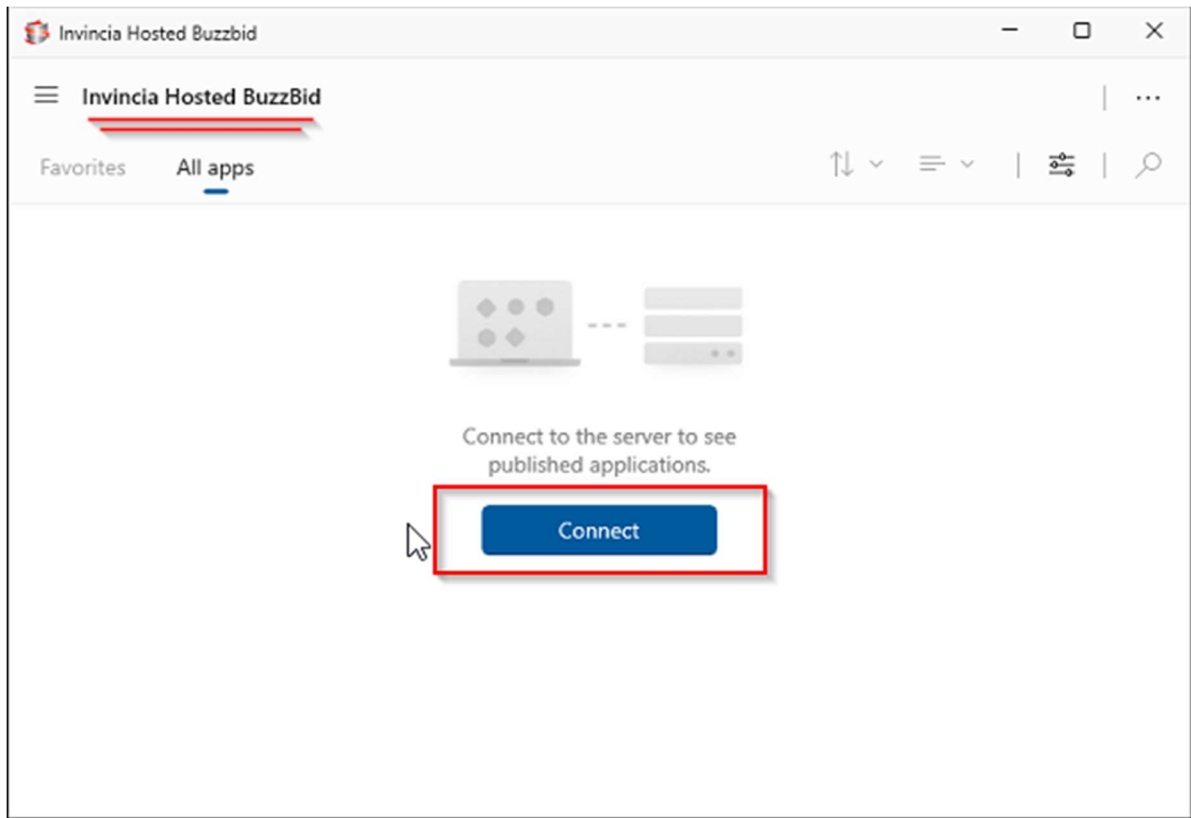 Invincia Hosted Buzzbid
Invincia Hosted BuzzBid
Favorites All apps
Connect to the server to see
published applications.
Connect